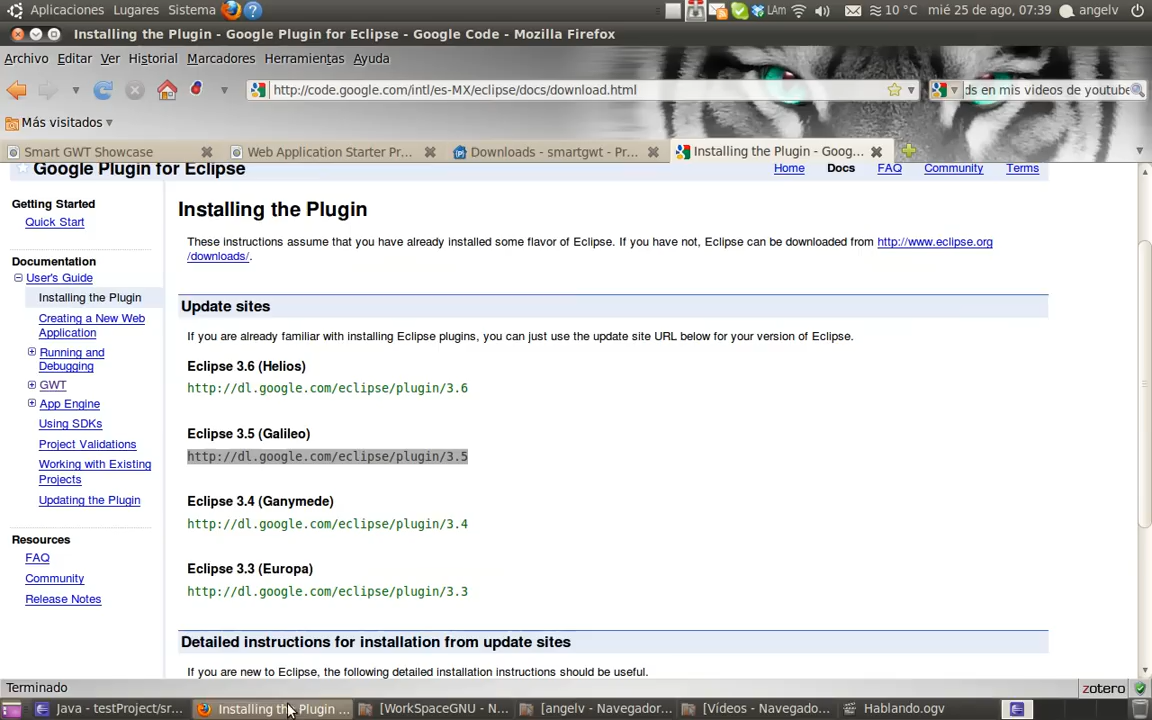 Aplicaciones Lugares Sistema 10 °C mié 25 de ago, 07:39 angelv
Installing the Plugin - Google Plugin for Eclipse - Google Code - Mozilla Firefox
Archivo Editar Ver Historial Marcadores Herramientas Ayuda
http://code.google.com/intl/es-MX/eclipse/docs/download.html ds en mis videos de youtube
Más visitados
Smart GWT Showcase Web Application Starter Pr... Downloads - smartgwt - Pr... Installing the Plugin - Goog...
Google Plugin for Eclipse Home Docs FAQ Community Terms
Getting Started
Quick Start
Documentation
User's Guide
Installing the Plugin
Creating a New Web
Application
Running and
Debugging
GWT
App Engine
Using SDKs
Project Validations
Working with Existing
Projects
Updating the Plugin
Resources
FAQ
Community
Release Notes
Installing the Plugin
These instructions assume that you have already installed some flavor of Eclipse. If you have not, Eclipse can be downloaded from http://www.eclipse.org
/downloads/.
Update sites
If you are already familiar with installing Eclipse plugins, you can just use the update site URL below for your version of Eclipse.
Eclipse 3.6 (Helios)
http://dl.google.com/eclipse/plugin/3.6
Eclipse 3.5 (Galileo)
http://dl.google.com/eclipse/plugin/3.5
Eclipse 3.4 (Ganymede)
http://dl.google.com/eclipse/plugin/3.4
Eclipse 3.3 (Europa)
http://dl.google.com/eclipse/plugin/3.3
Detailed instructions for installation from update sites
If you are new to Eclipse, the following detailed installation instructions should be useful.
Terminado zotero
Java - testProject/sr... Installing the Plugin ... [WorkSpaceGNU - N... [angelv - Navegador... [Vídeos - Navegado... Hablando.ogv